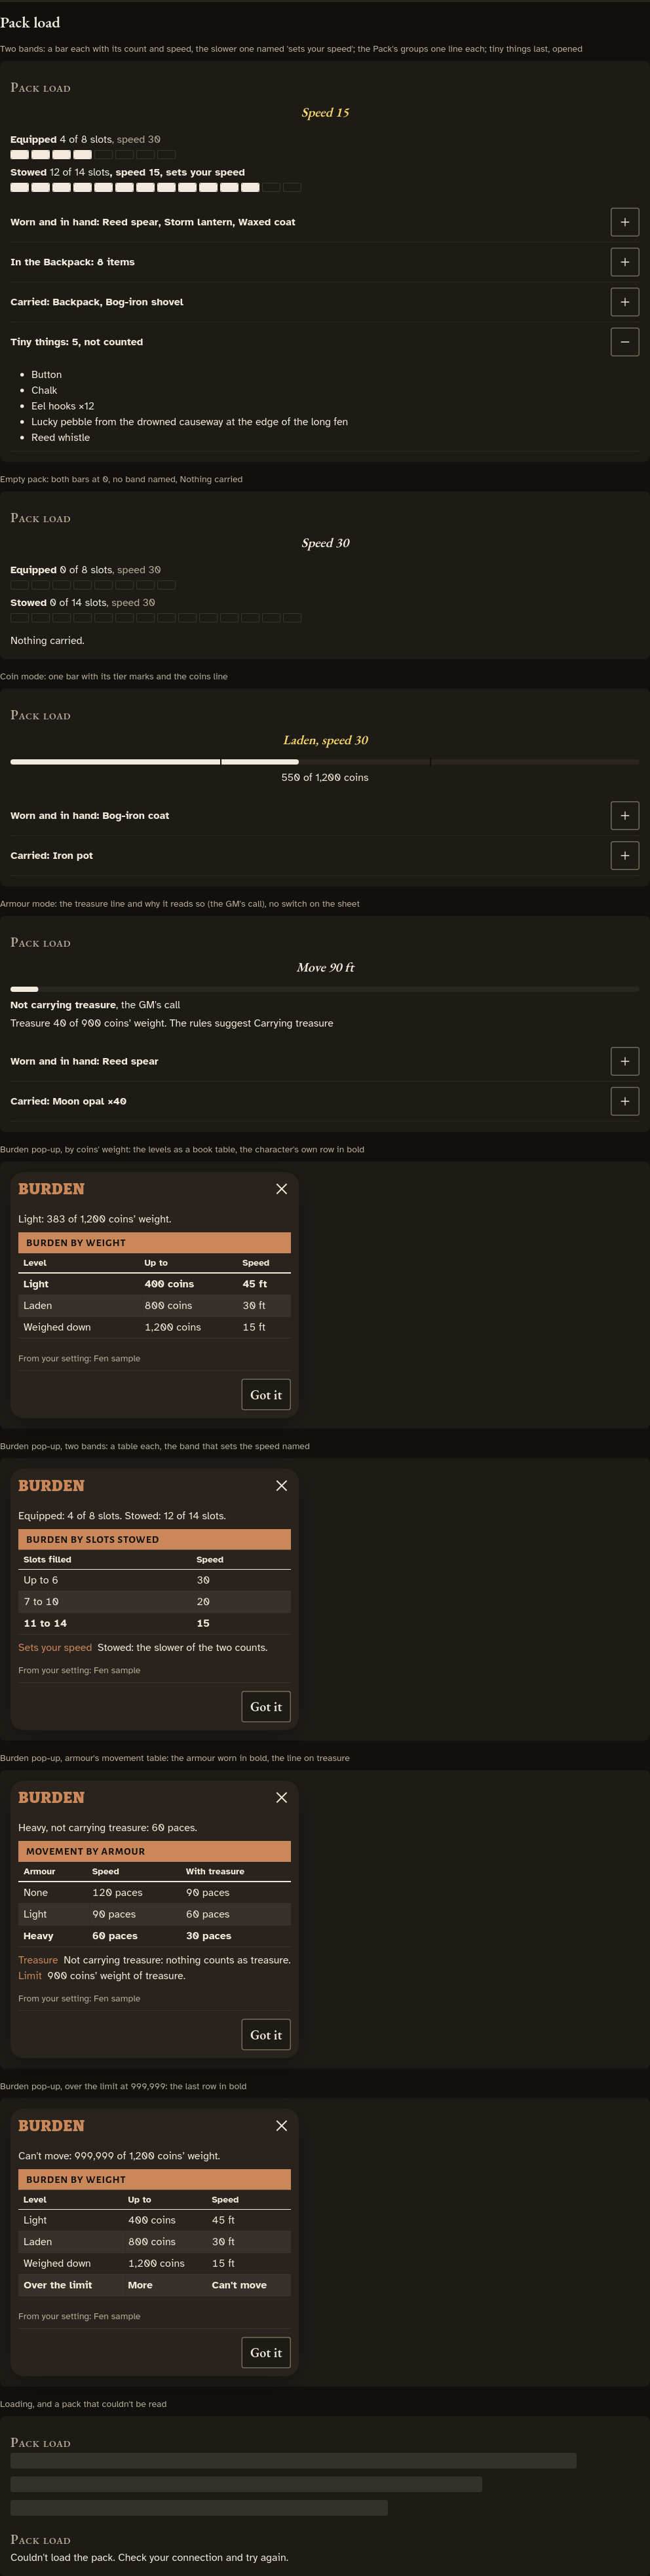 Pack load
Two bands: a bar each with its count and speed, the slower one named 'sets your speed'; the Pack's groups one line each; tiny things last, opened
Pack load
Speed 15
Equipped 4 of 8 slots, speed 30
Stowed 12 of 14 slots, speed 15, sets your speed
Worn and in hand: Reed spear, Storm lantern, Waxed coat
+
In the Backpack: 8 items
+
Carried: Backpack, Bog-iron shovel
+
Tiny things: 5, not counted
−
• Button
• Chalk
• Eel hooks ×12
• Lucky pebble from the drowned causeway at the edge of the long fen
• Reed whistle
Empty pack: both bars at 0, no band named, Nothing carried
Pack load
Speed 30
Equipped 0 of 8 slots, speed 30
Stowed 0 of 14 slots, speed 30
Nothing carried.
Coin mode: one bar with its tier marks and the coins line
Pack load
Laden, speed 30
550 of 1,200 coins
Worn and in hand: Bog-iron coat
+
Carried: Iron pot
+
Armour mode: the treasure line and why it reads so (the GM's call), no switch on the sheet
Pack load
Move 90 ft
Not carrying treasure, the GM's call
Treasure 40 of 900 coins' weight. The rules suggest Carrying treasure
Worn and in hand: Reed spear
+
Carried: Moon opal ×40
+
Burden pop-up, by coins' weight: the levels as a book table, the character's own row in bold
BURDEN
Light: 383 of 1,200 coins' weight.
BURDEN BY WEIGHT
Level Up to Speed
Light 400 coins 45 ft
Laden 800 coins 30 ft
Weighed down 1,200 coins 15 ft
From your setting: Fen sample
Got it
Burden pop-up, two bands: a table each, the band that sets the speed named
BURDEN
Equipped: 4 of 8 slots. Stowed: 12 of 14 slots.
BURDEN BY SLOTS STOWED
Slots filled Speed
Up to 6 30
7 to 10 20
11 to 14 15
Sets your speed Stowed: the slower of the two counts.
From your setting: Fen sample
Got it
Burden pop-up, armour's movement table: the armour worn in bold, the line on treasure
BURDEN
Heavy, not carrying treasure: 60 paces.
MOVEMENT BY ARMOUR
Armour Speed With treasure
None 120 paces 90 paces
Light 90 paces 60 paces
Heavy 60 paces 30 paces
Treasure Not carrying treasure: nothing counts as treasure.
Limit 900 coins' weight of treasure.
From your setting: Fen sample
Got it
Burden pop-up, over the limit at 999,999: the last row in bold
BURDEN
Can't move: 999,999 of 1,200 coins' weight.
BURDEN BY WEIGHT
Level Up to Speed
Light 400 coins 45 ft
Laden 800 coins 30 ft
Weighed down 1,200 coins 15 ft
Over the limit More Can't move
From your setting: Fen sample
Got it
Loading, and a pack that couldn't be read
Pack load
Pack load
Couldn't load the pack. Check your connection and try again.